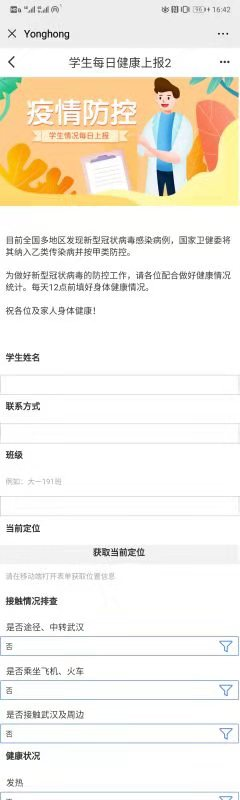 16:42
Yonghong
学生每日健康上报2
疫情防控
学生情况每日上报
目前全国多地区发现新型冠状病毒感染病例，国家卫健委将
其纳入乙类传染病并按甲类防控。
为做好新型冠状病毒的防控工作，请各位配合做好健康情况
统计。每天12点前填好身体健康情况。
祝各位及家人身体健康！
学生姓名
联系方式
班级
例如：大一191班
当前定位
获取当前定位
请在移动端打开表单获取位置信息
接触情况排查
是否途径、中转武汉
否
是否乘坐飞机、火车
否
是否接触武汉及周边
否
健康状况
发热